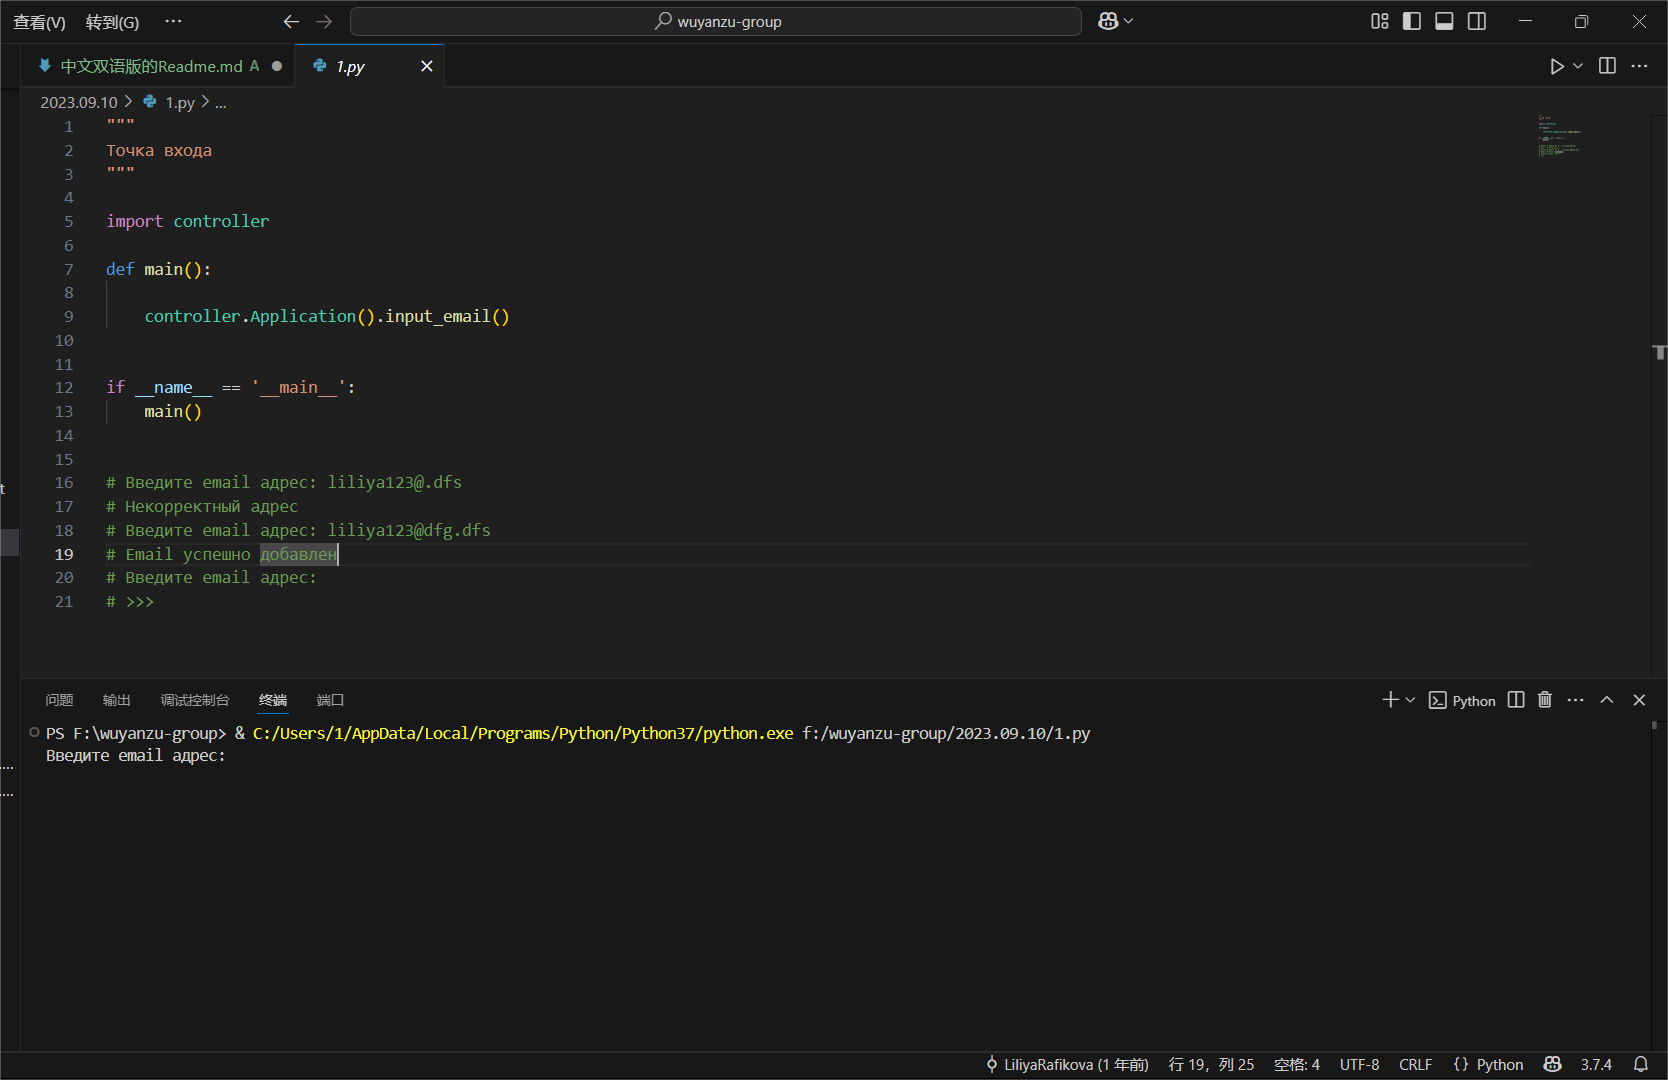 查看(V) 转到(G) ··· wuyanzu-group
中文双语版的Readme.md A 1.py
2023.09.10 > 1.py > ...
1 """
2 Точка входа
3 """
4
5 import controller
6
7 def main():
8
9 controller.Application().input_email()
10
11
12 if __name__ == '__main__':
13 main()
14
15
16 # Введите email адрес: liliya123@.dfs
17 # Некорректный адрес
18 # Введите email адрес: liliya123@dfg.dfs
19 # Email успешно добавлен
20 # Введите email адрес:
21 # >>>
t
问题 输出 调试控制台 终端 端口 Python
PS F:\wuyanzu-group> & C:/Users/1/AppData/Local/Programs/Python/Python37/python.exe f:/wuyanzu-group/2023.09.10/1.py
Введите email адрес:
....
....
LiliyaRafikova (1 年前) 行 19，列 25 空格: 4 UTF-8 CRLF {} Python 3.7.4